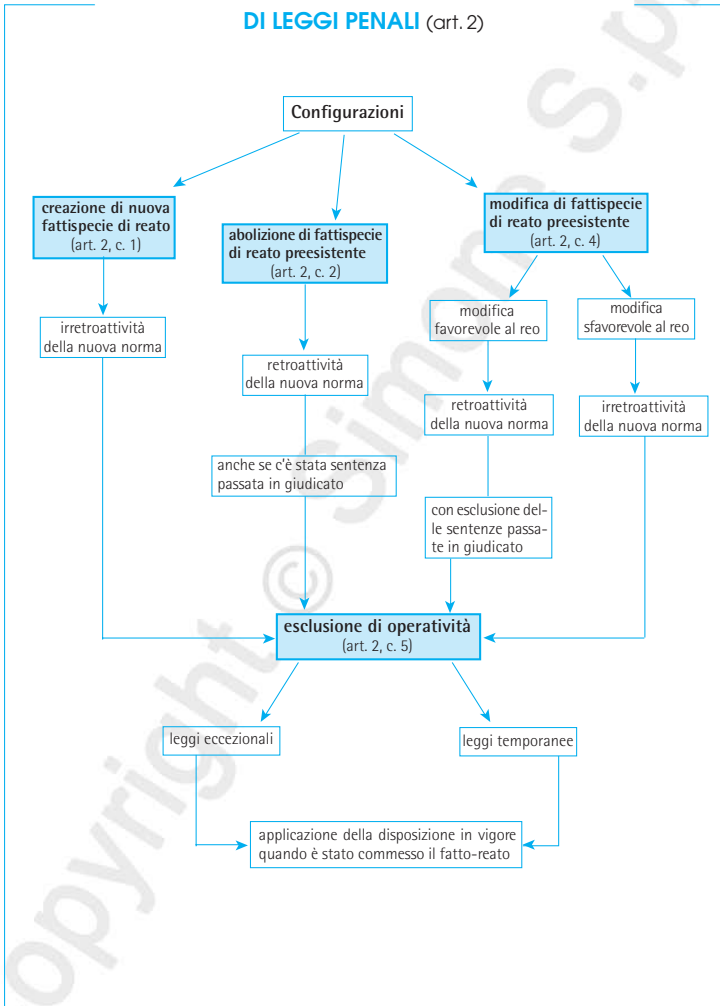 DI LEGGI PENALI (art. 2)
Configurazioni
creazione di nuova
fattispecie di reato
(art. 2, c. 1)
abolizione di fattispecie
di reato preesistente
(art. 2, c. 2)
modifica di fattispecie
di reato preesistente
(art. 2, c. 4)
irretroattività
della nuova norma
retroattività
della nuova norma
modifica
favorevole al reo
modifica
sfavorevole al reo
retroattività
della nuova norma
irretroattività
della nuova norma
anche se c'è stata sentenza
passata in giudicato
con esclusione del-
le sentenze passa-
te in giudicato
esclusione di operatività
(art. 2, c. 5)
leggi eccezionali
leggi temporanee
applicazione della disposizione in vigore
quando è stato commesso il fatto-reato
opyright © Simone S.p